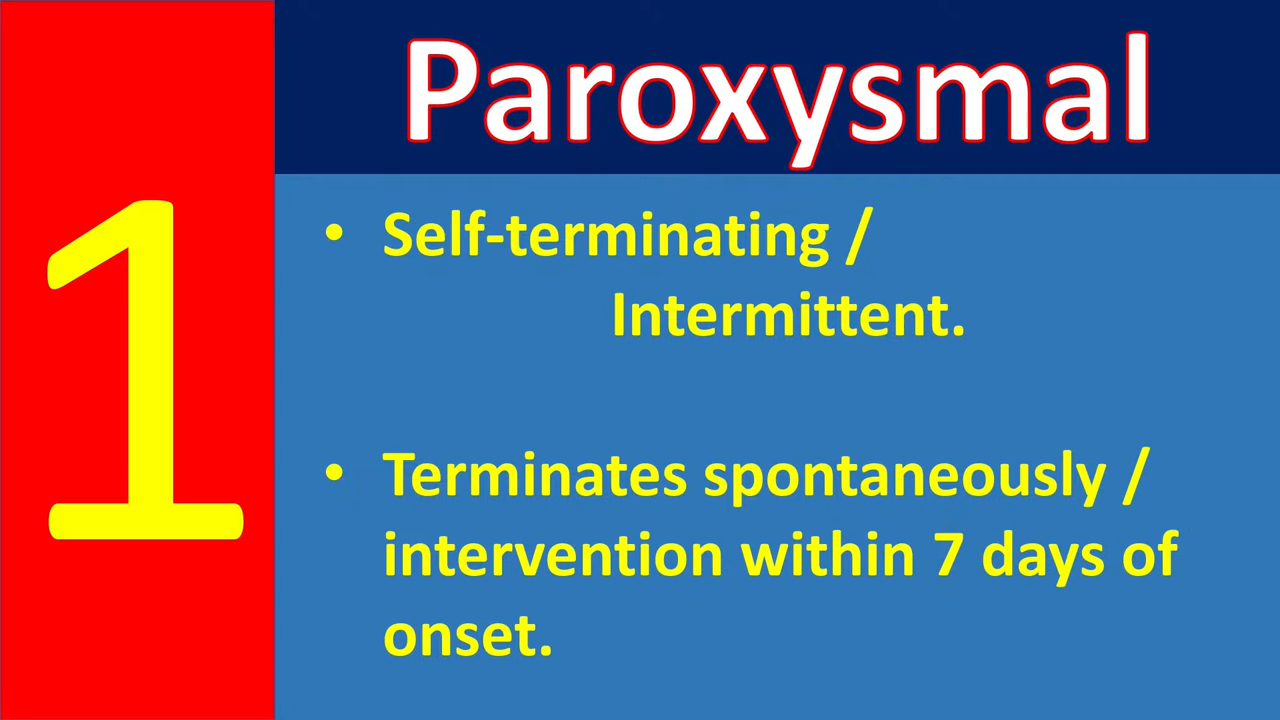 1
Paroxysmal
• Self-terminating /
Intermittent.
• Terminates spontaneously /
intervention within 7 days of
onset.